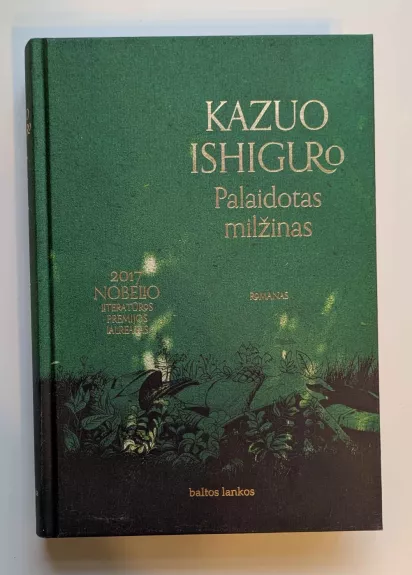 KAZUO
ISHIGURO
Palaidotas
milžinas
2017
NOBELIO
LITERATŪROS
PREMIJOS
LAUREATAS
ROMANAS
baltos lankos